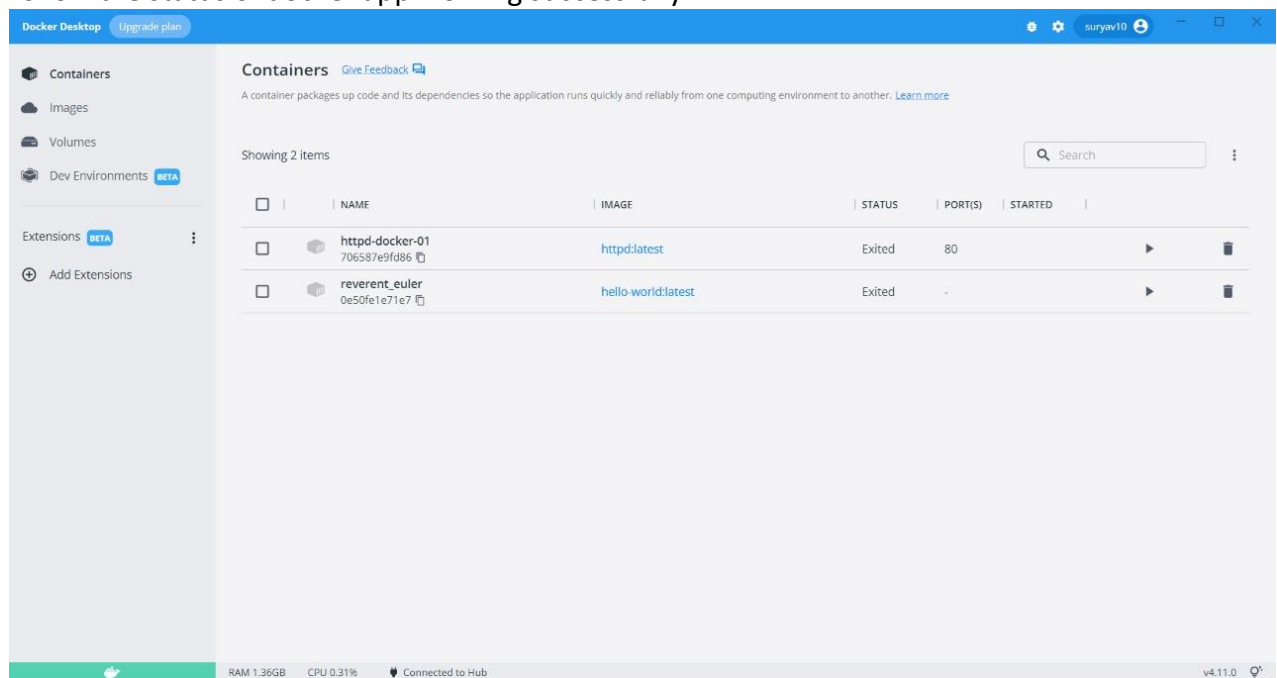 Docker Desktop Upgrade plan
suryav10
Containers
Images
Volumes
Dev Environments BETA
Extensions BETA
Add Extensions
Containers Give Feedback
A container packages up code and its dependencies so the application runs quickly and reliably from one computing environment to another. Learn more
Showing 2 items
Search
NAME IMAGE STATUS PORT(S) STARTED
httpd-docker-01
706587e9fd86
httpd:latest Exited 80
reverent_euler
0e50fe1e71e7
hello-world:latest Exited -
RAM 1.36GB CPU 0.31% Connected to Hub
v4.11.0